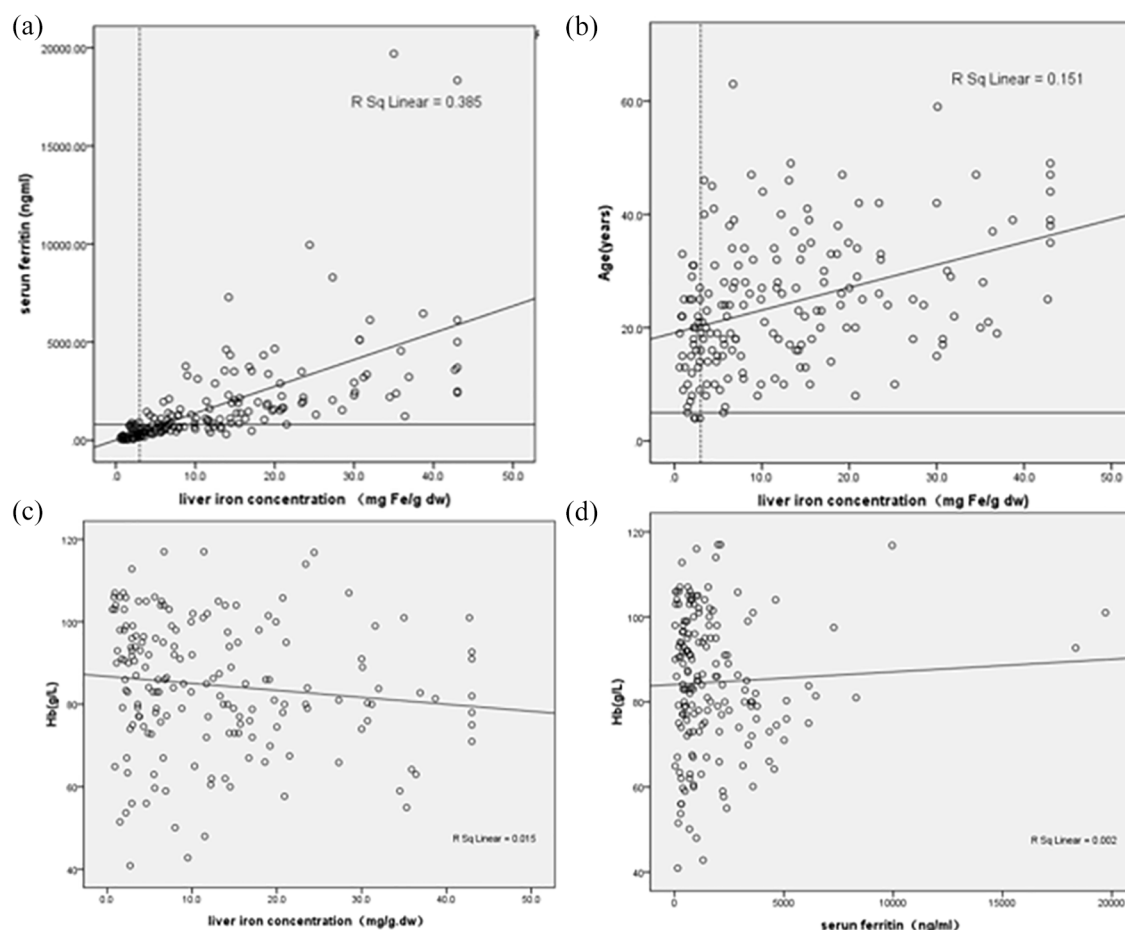 (a)
20000.00
15000.00
10000.00
5000.00
.00
serun ferritin (ngml)
R Sq Linear = 0.385
.0 10.0 20.0 30.0 40.0 50.0
liver iron concentration （mg Fe/g dw)
(b)
60.0
40.0
20.0
.0
Age(years)
R Sq Linear = 0.151
.0 10.0 20.0 30.0 40.0 50.0
liver iron concentration （mg Fe/g dw)
(c)
120
100
80
60
40
Hb(g/L)
R Sq Linear = 0.015
0.0 10.0 20.0 30.0 40.0 50.0
liver iron concentration（mg/g.dw）
(d)
120
100
80
60
40
Hb(g/L)
R Sq Linear = 0.002
0 5000 10000 15000 20000
serun ferritin（ng/ml）